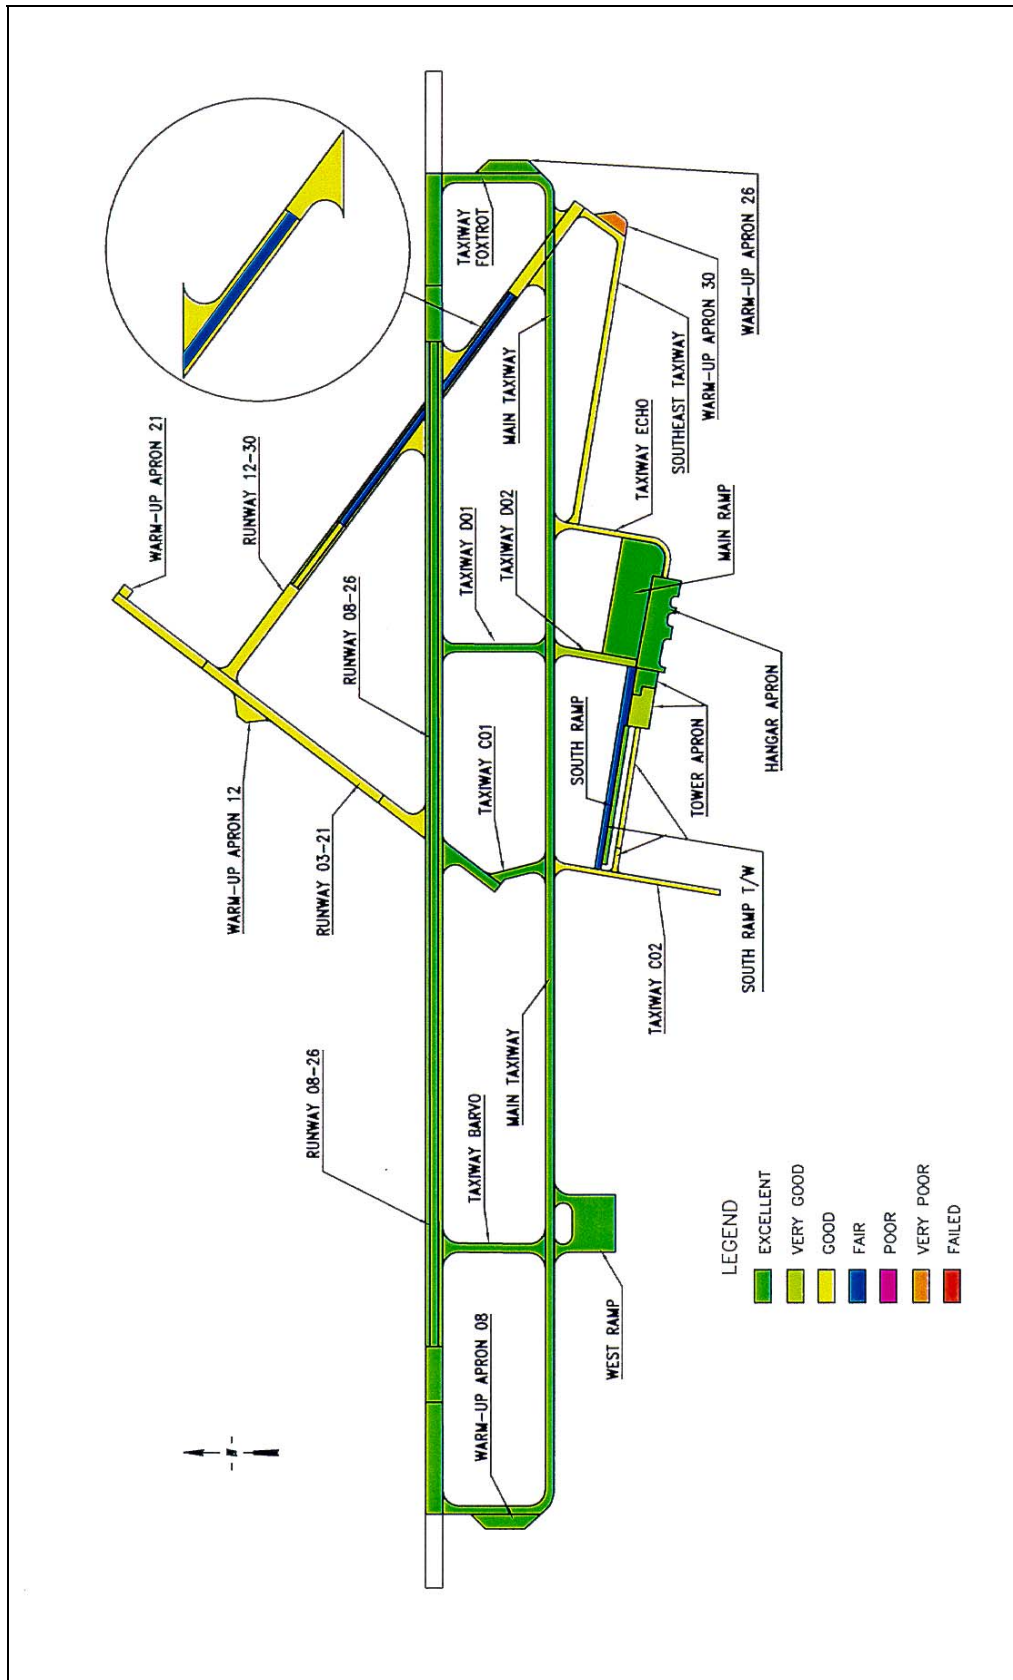 WARM-UP APRON 21
WARM-UP APRON 12
RUNWAY 12-30
- N -
RUNWAY 08-26
RUNWAY 03-21
RUNWAY 08-26
WARM-UP APRON 08
TAXIWAY BARVO
TAXIWAY C01
TAXIWAY D01
TAXIWAY
FOXTROT
MAIN TAXIWAY
TAXIWAY D02
MAIN TAXIWAY
SOUTH RAMP
WEST RAMP
TAXIWAY C02
TAXIWAY ECHO
SOUTHEAST TAXIWAY
TOWER APRON
WARM-UP APRON 30
MAIN RAMP
SOUTH RAMP T/W
WARM-UP APRON 26
HANGAR APRON
LEGEND
EXCELLENT
VERY GOOD
GOOD
FAIR
POOR
VERY POOR
FAILED